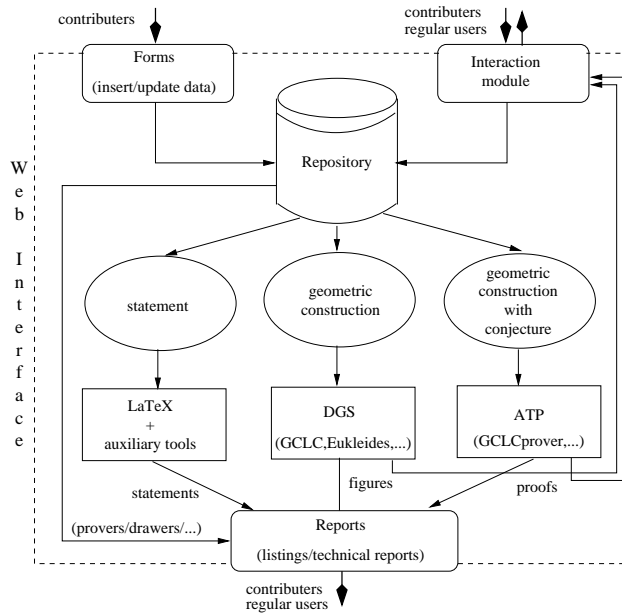 contributers
contributers
regular users
Forms
(insert/update data)
Interaction
module
Web Interface
Repository
statement
geometric
construction
geometric
construction
with
conjecture
LaTeX
+
auxiliary tools
DGS
(GCLC,Eukleides,...)
ATP
(GCLCprover,...)
statements
figures
proofs
(provers/drawers/...)
Reports
(listings/technical reports)
contributers
regular users